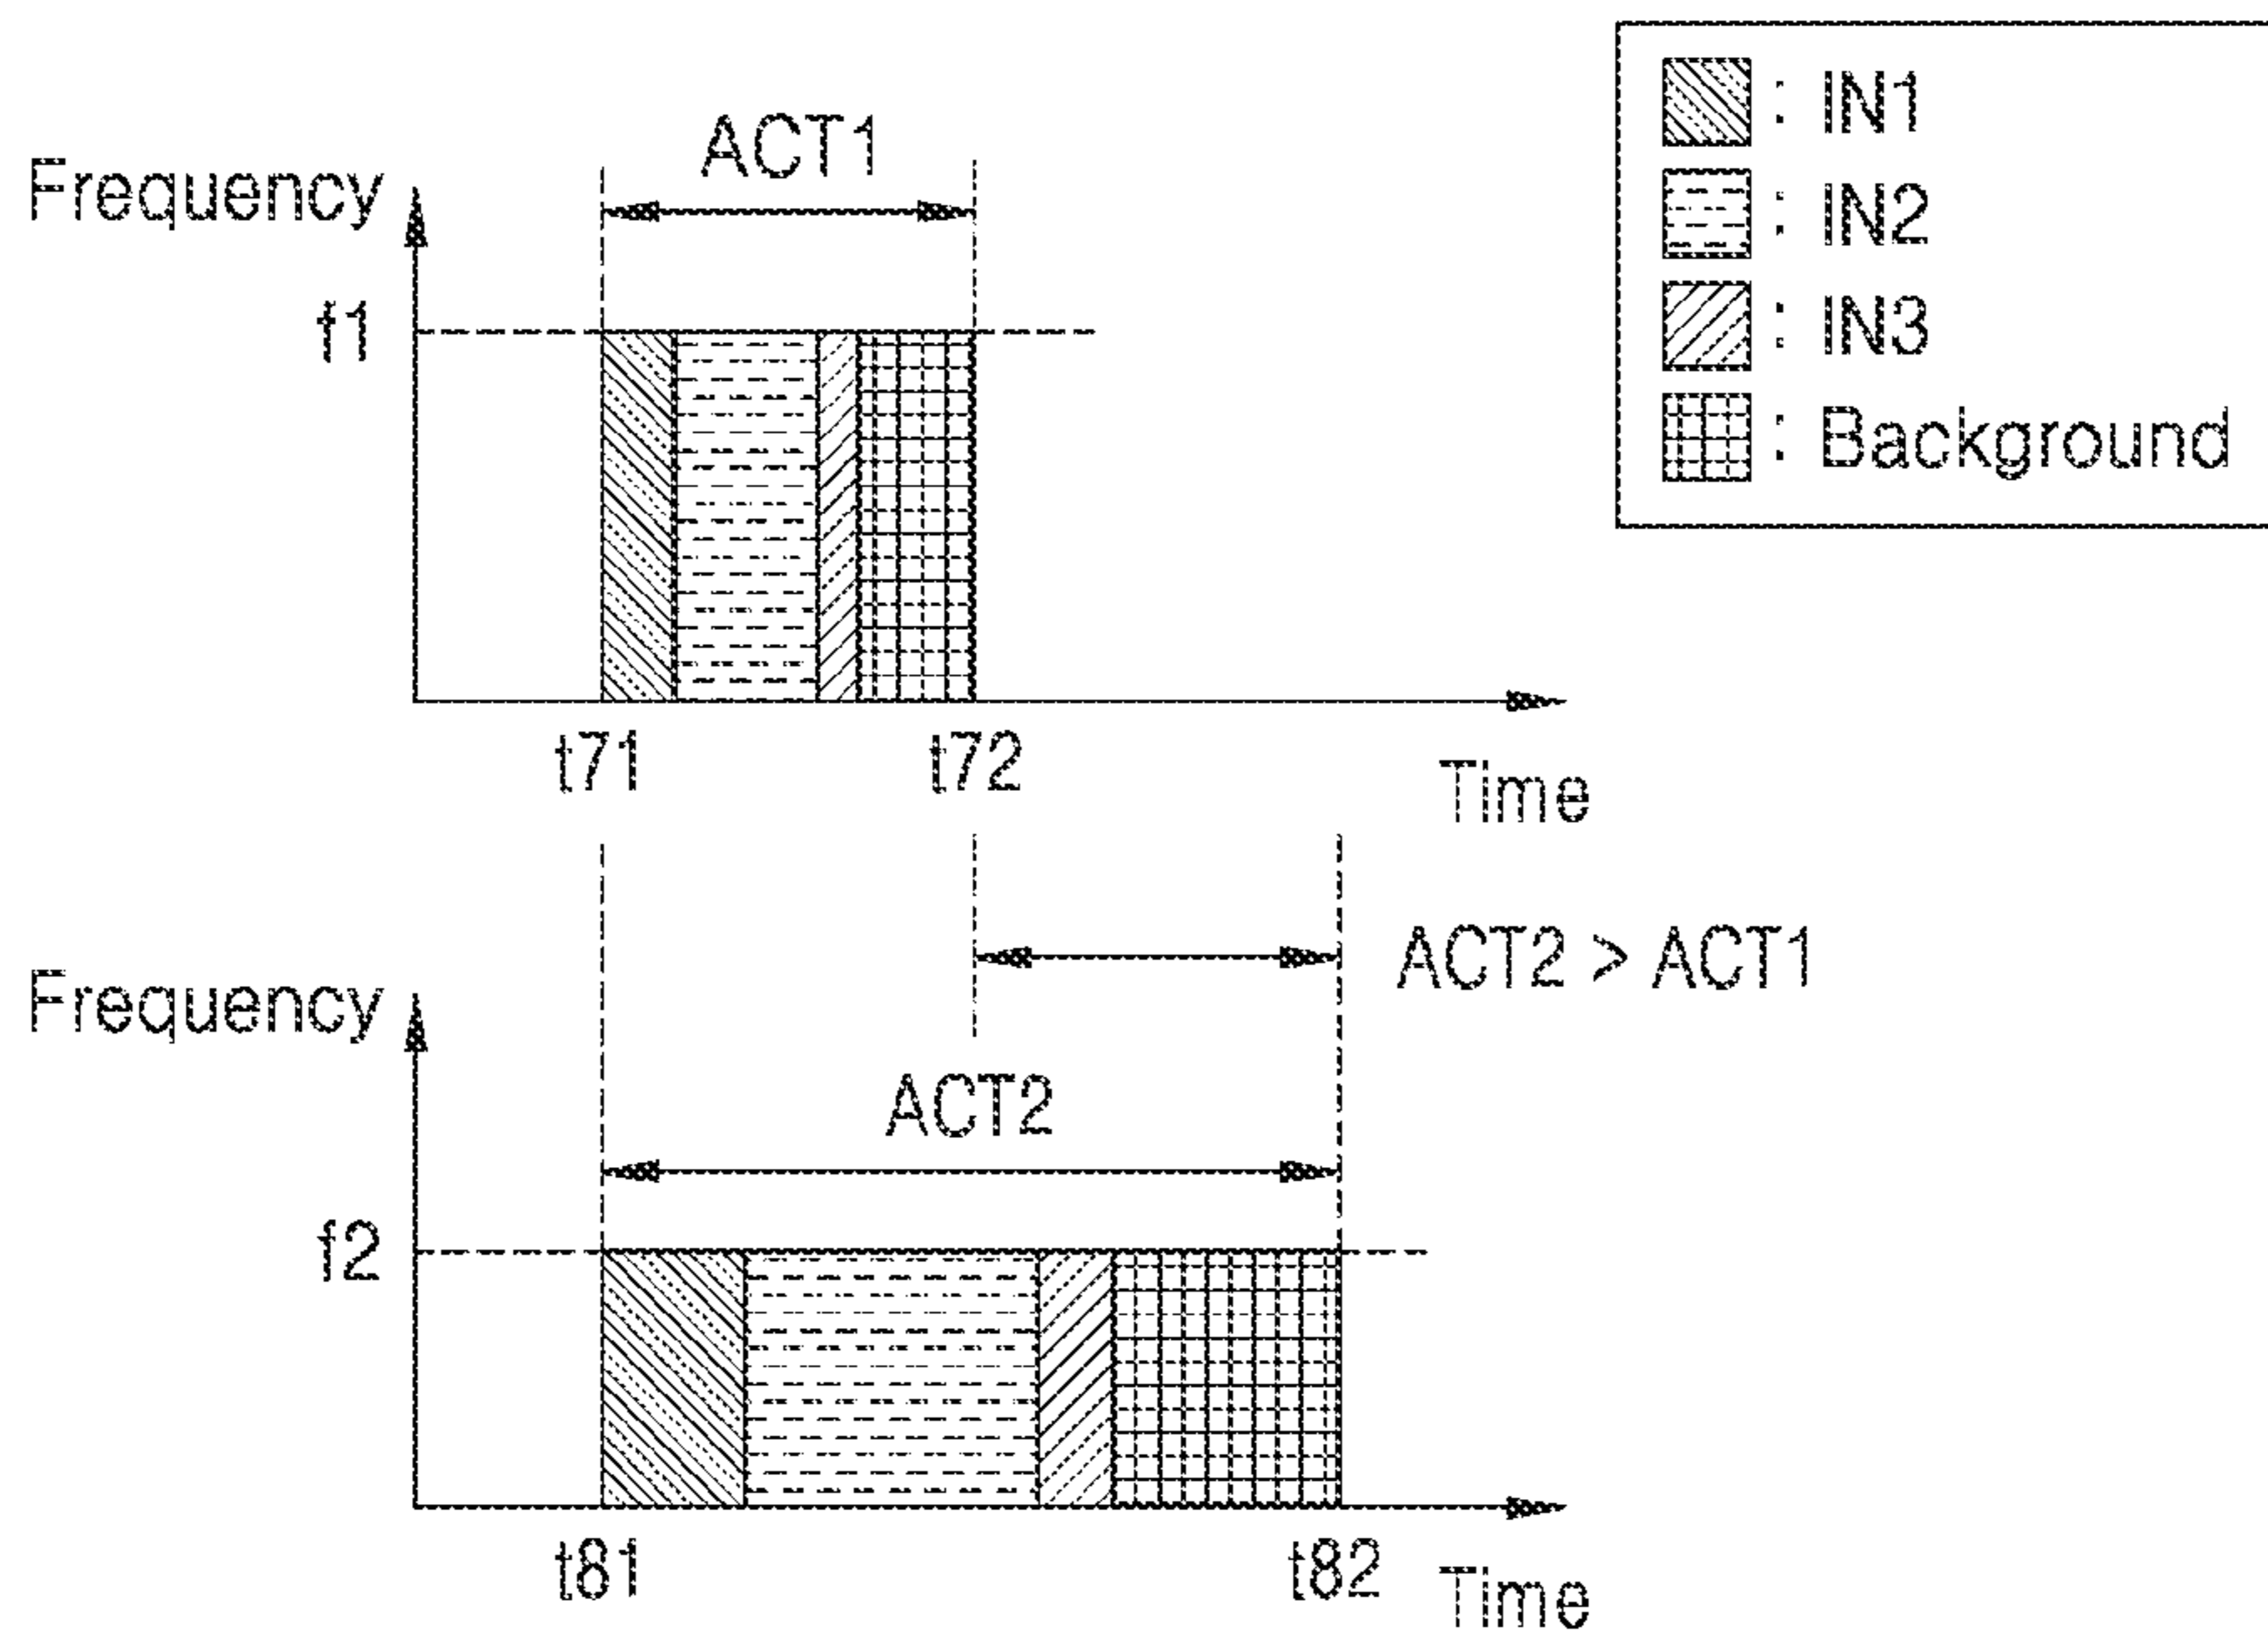 : IN1
: IN2
: IN3
: Background
ACT1
Frequency
f1
t71
t72
Time
ACT2 > ACT1
Frequency
ACT2
f2
t81
t82
Time